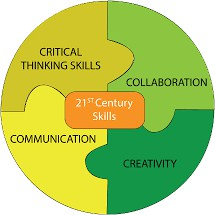 CRITICAL
THINKING SKILLS
COLLABORATION
21ST Century
Skills
COMMUNICATION
CREATIVITY